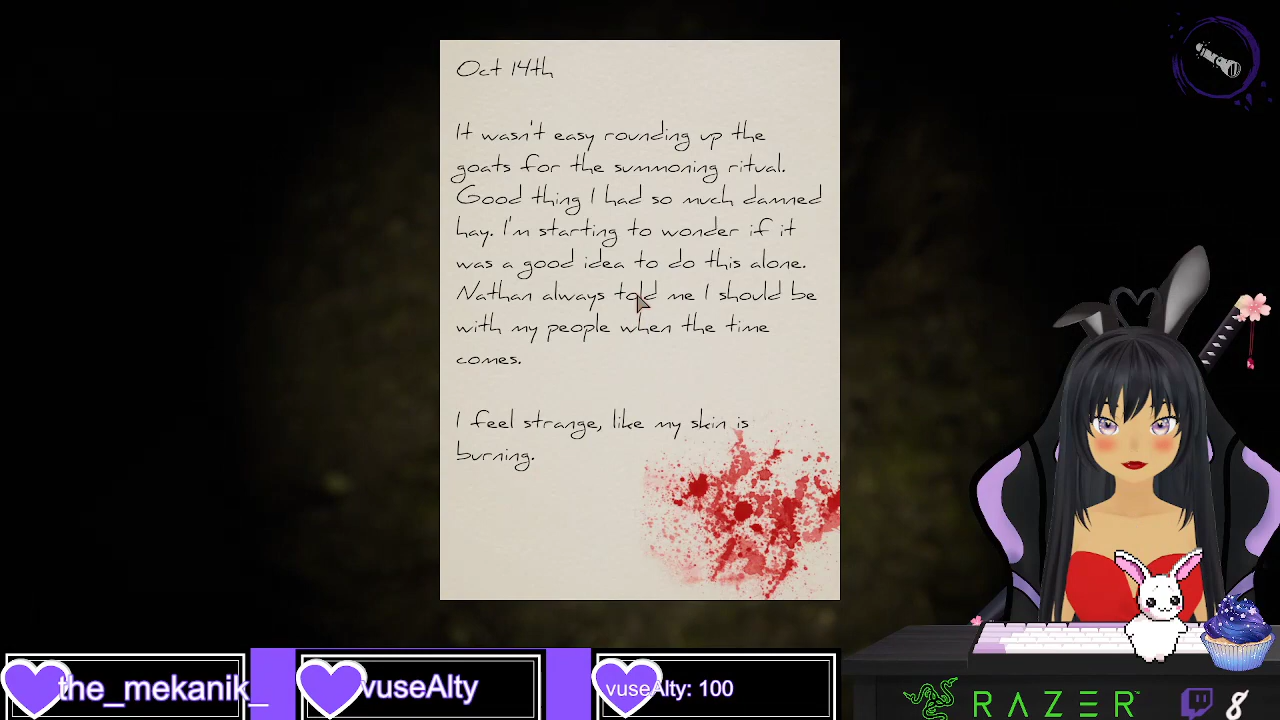 Oct 14th
It wasn't easy rounding up the
goats for the summoning ritual.
Good thing I had so much damned
hay. I'm starting to wonder if it
was a good idea to do this alone.
Nathan always told me I should be
with my people when the time
comes.
I feel strange, like my skin is
burning.
the_mekanik_
vuseAlty
vuseAlty: 100
RAZER
8